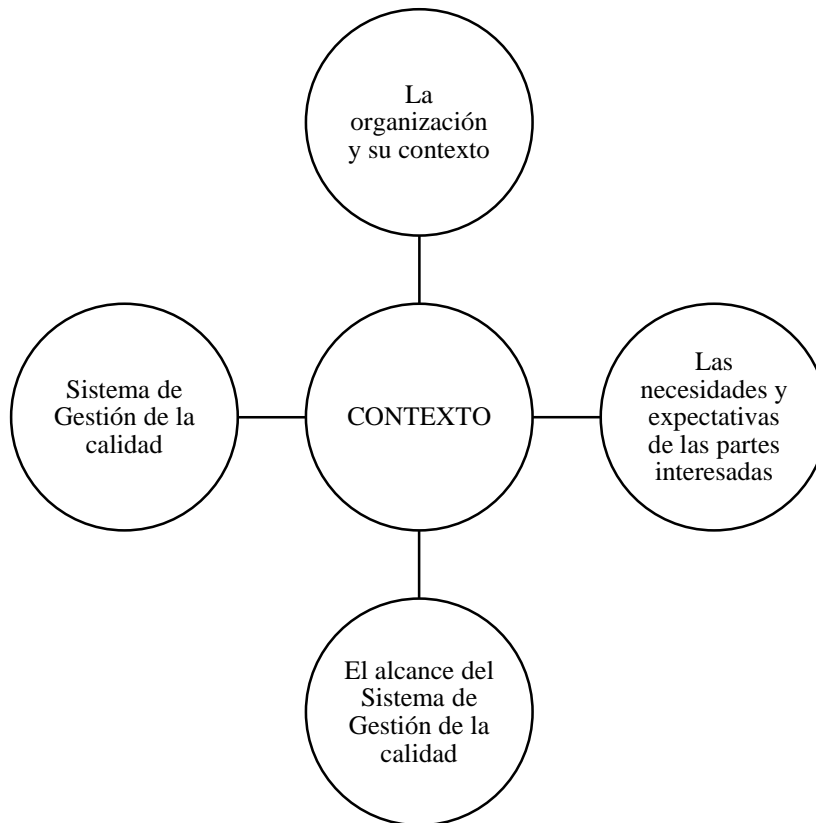 La
organización
y su contexto
Sistema de
Gestión de la
calidad
CONTEXTO
Las
necesidades y
expectativas
de las partes
interesadas
El alcance del
Sistema de
Gestión de la
calidad